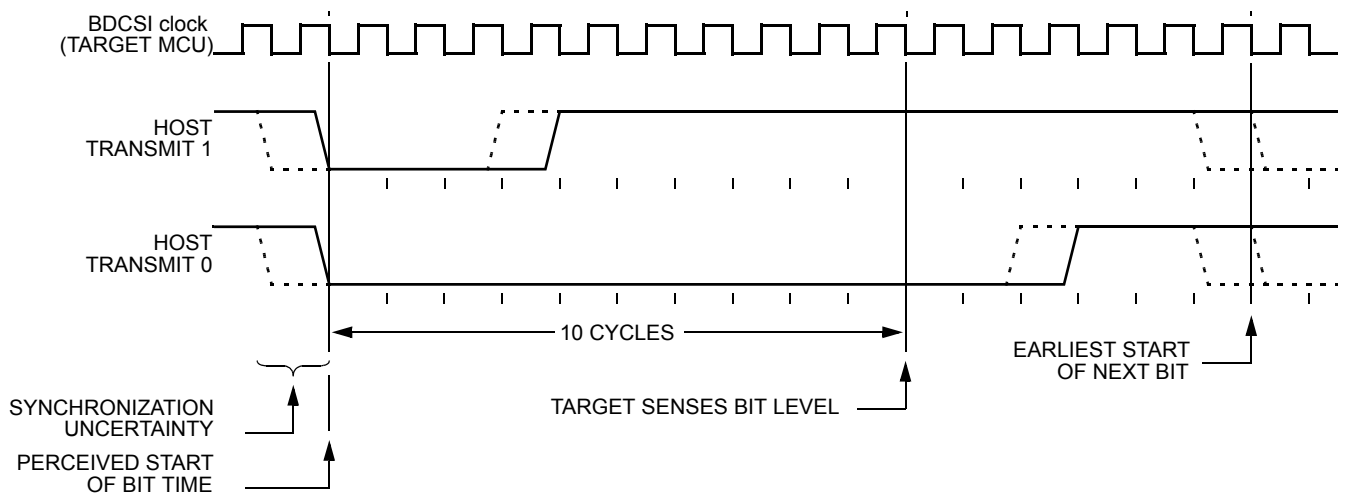 BDCSI clock
(TARGET MCU)
HOST
TRANSMIT 1
HOST
TRANSMIT 0
10 CYCLES
EARLIEST START
OF NEXT BIT
TARGET SENSES BIT LEVEL
SYNCHRONIZATION
UNCERTAINTY
PERCEIVED START
OF BIT TIME